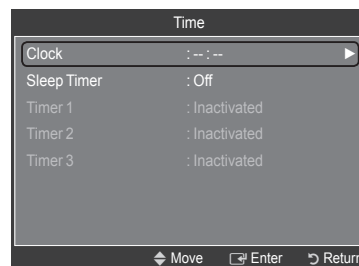 Time
Clock : -- : --
Sleep Timer : Off
Timer 1 : Inactivated
Timer 2 : Inactivated
Timer 3 : Inactivated
Move Enter Return